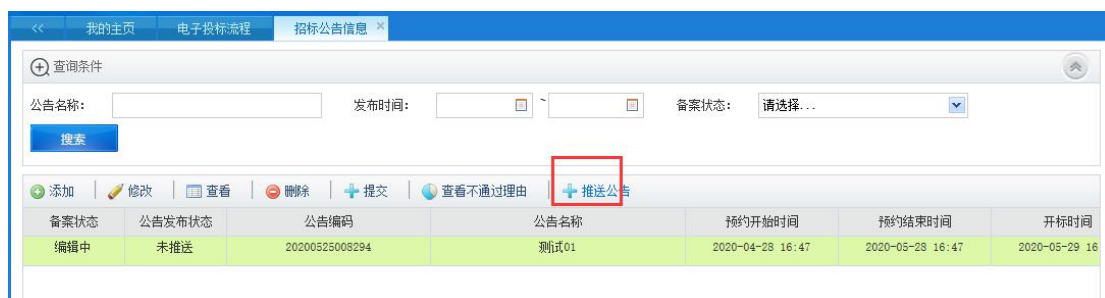 << 我的主页 电子投标流程 招标公告信息 ×
查询条件
公告名称： 发布时间： ~ 备案状态： 请选择...
搜索
添加 修改 查看 删除 提交 查看不通过理由 推送公告
备案状态 公告发布状态 公告编码 公告名称 预约开始时间 预约结束时间 开标时间
编辑中 未推送 20200525008294 测试01 2020-04-28 16:47 2020-05-28 16:47 2020-05-29 16